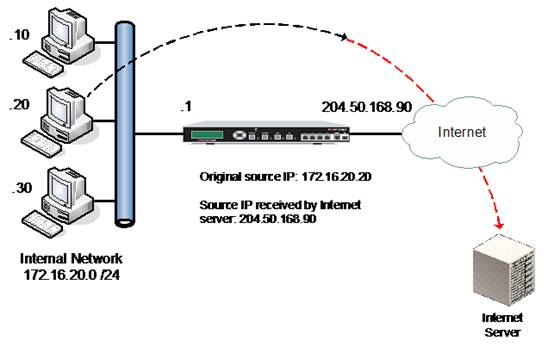 .10
.20
.30
.1
204.50.168.90
Internet
Original source IP: 172.16.20.20
Source IP received by Internet
server: 204.50.168.90
Internal Network
172.16.20.0 /24
Internet
Server